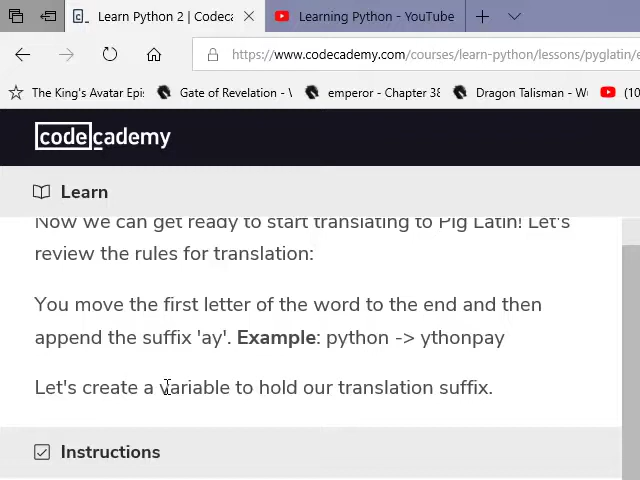 Learn Python 2 | Codeca
Learning Python - YouTube
https://www.codecademy.com/courses/learn-python/lessons/pyglatin/e
The King's Avatar Epi:
Gate of Revelation - \
emperor - Chapter 38
Dragon Talisman - W
(10
codecademy
Learn
Now we can get ready to start translating to Pig Latin! Let's
review the rules for translation:
You move the first letter of the word to the end and then
append the suffix 'ay'. Example: python -> ythonpay
Let's create a variable to hold our translation suffix.
Instructions